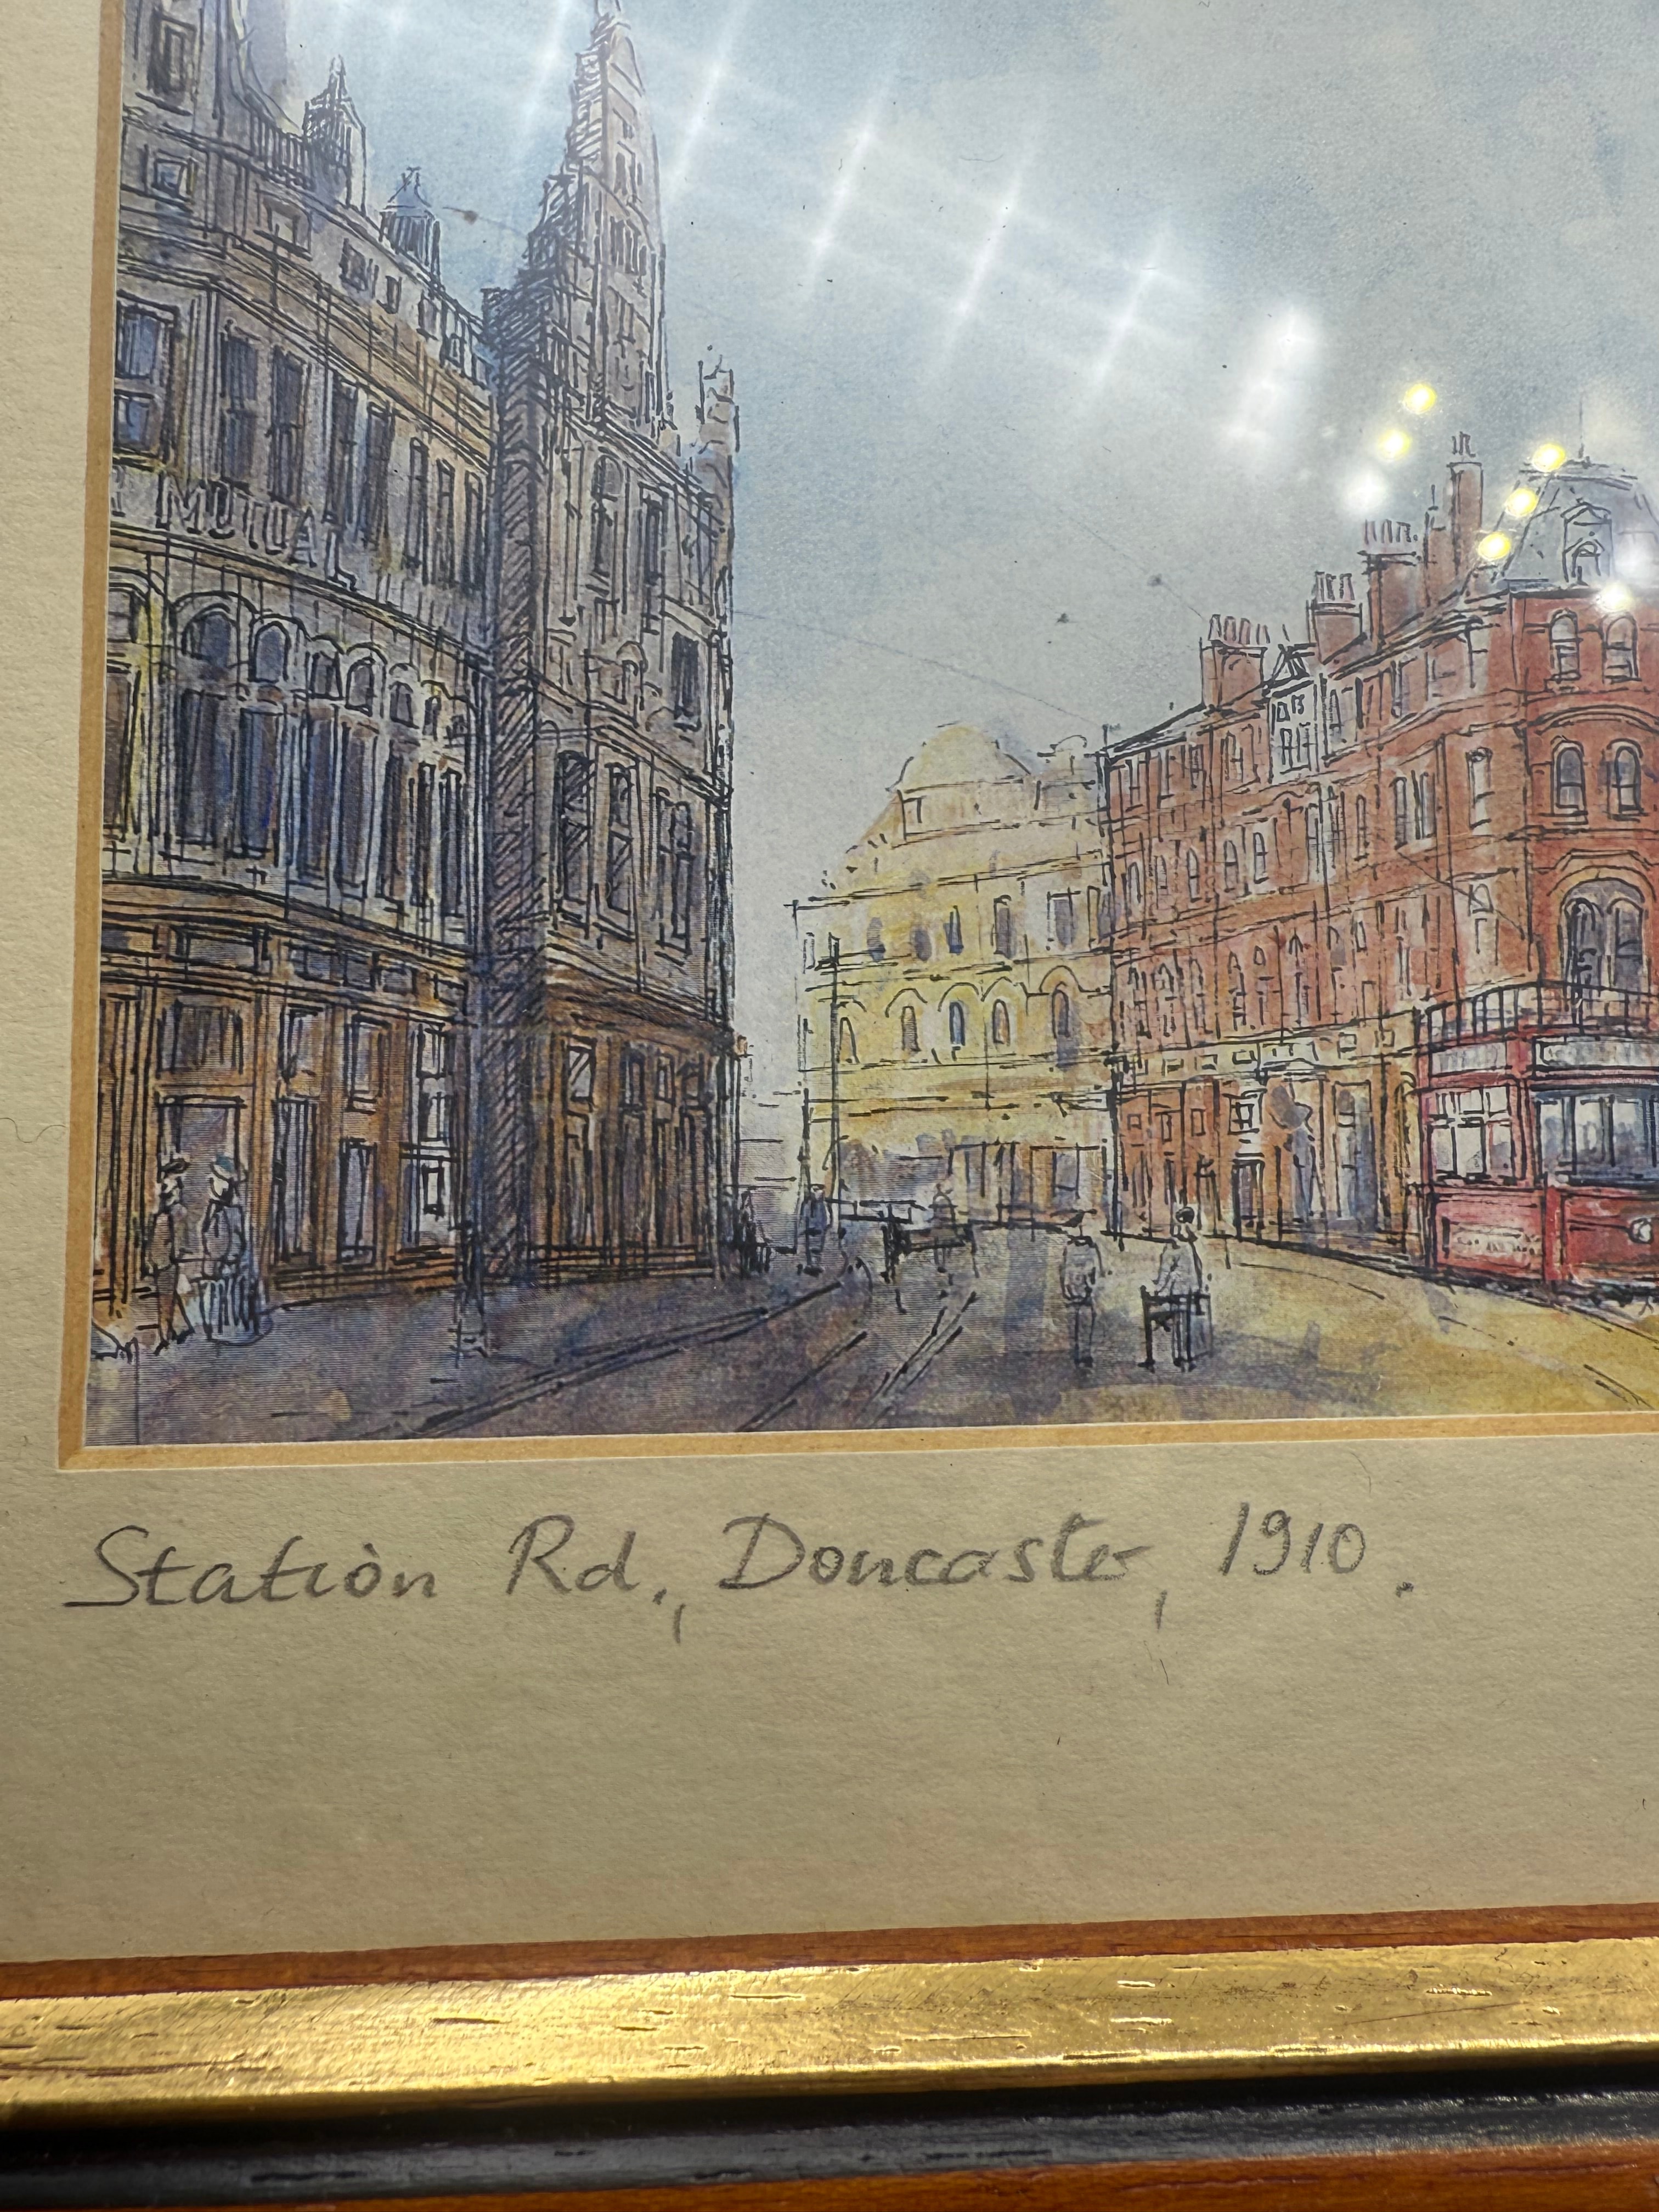 MUTUAL
Station Rd., Doncaster, 1910.